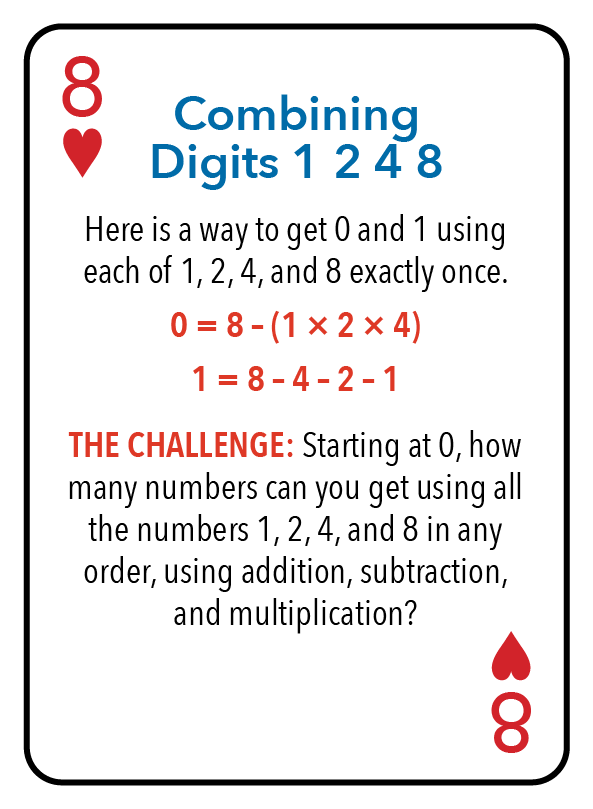 8
Combining
Digits 1 2 4 8
Here is a way to get 0 and 1 using
each of 1, 2, 4, and 8 exactly once.
0 = 8 – (1 × 2 × 4)
1 = 8 – 4 – 2 – 1
THE CHALLENGE: Starting at 0, how
many numbers can you get using all
the numbers 1, 2, 4, and 8 in any
order, using addition, subtraction,
and multiplication?
8